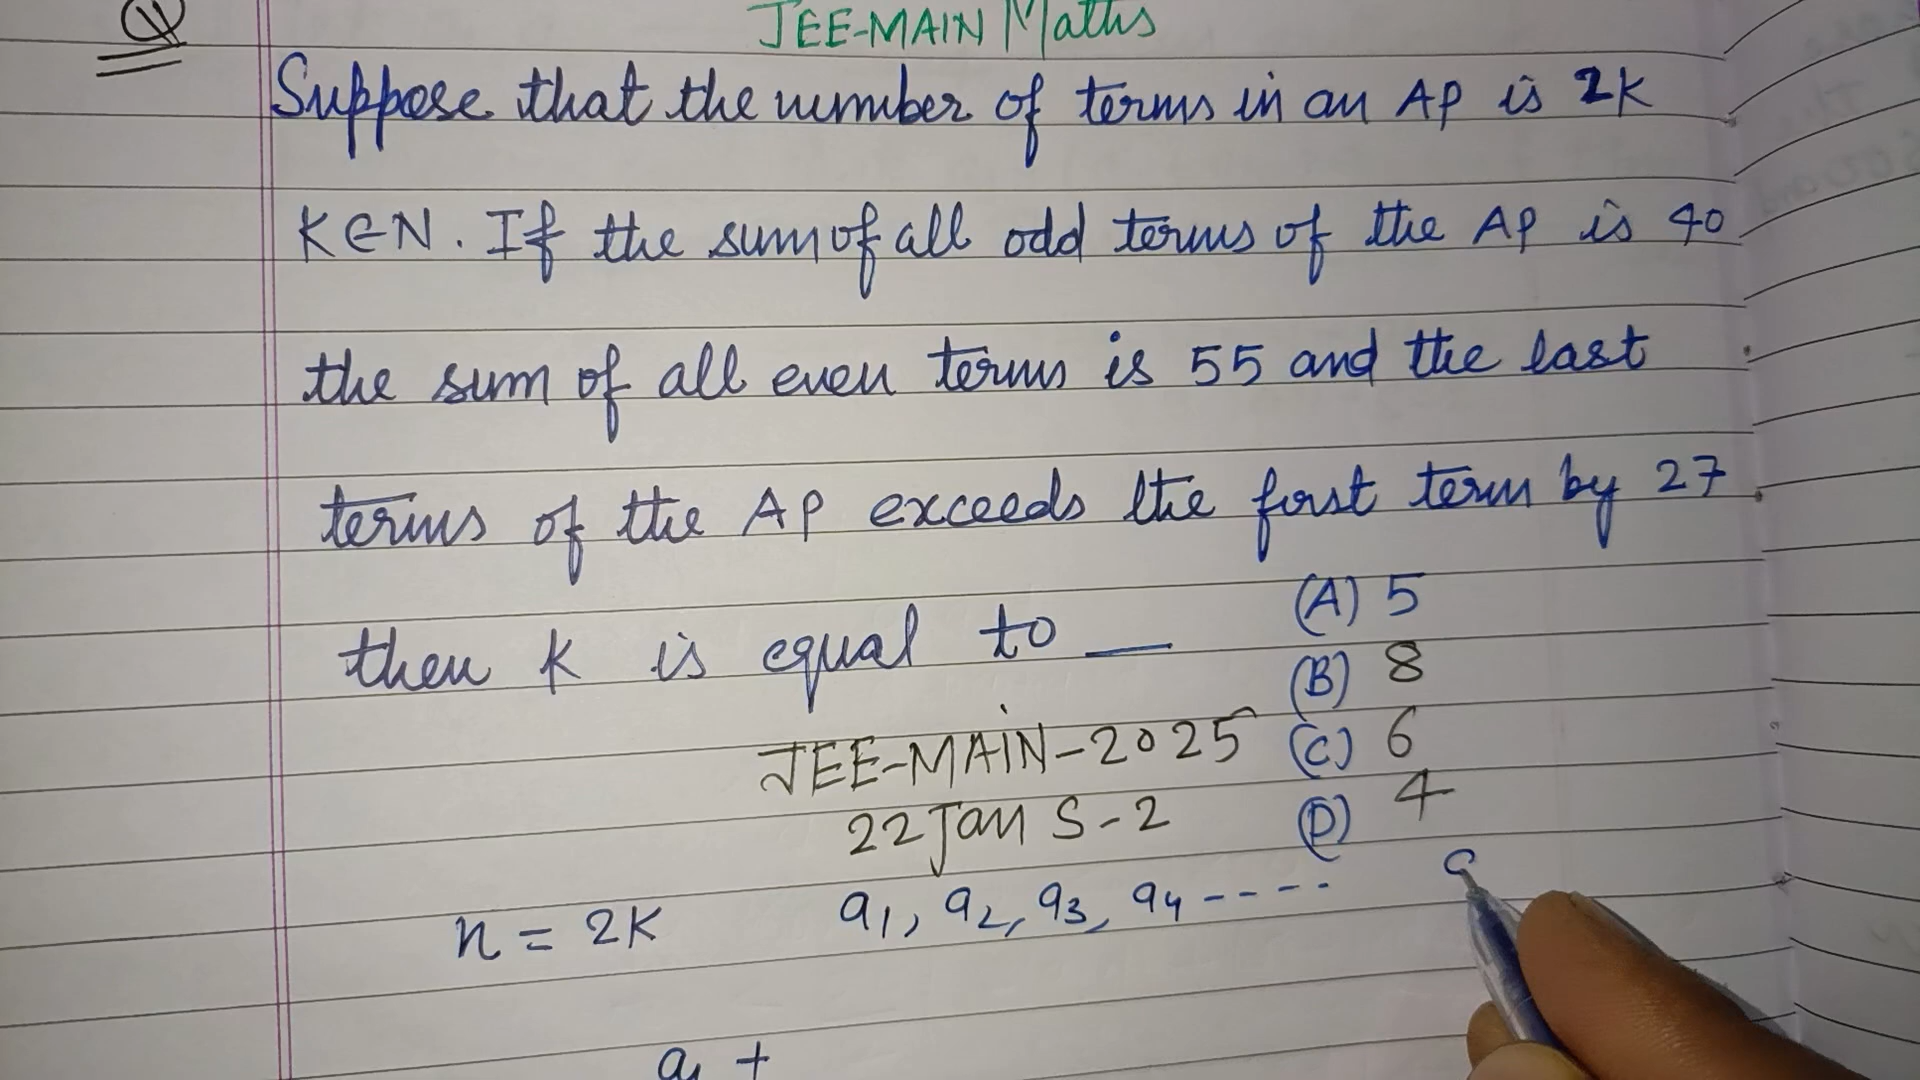 Q
JEE-MAIN Maths
Suppose that the number of terms in an AP is 2K
K∈N. If the sum of all odd terms of the AP is 40
the sum of all even terms is 55 and the last
terms of the AP exceeds the first term by 27
then K is equal to __
(A) 5
(B) 8
(C) 6
(D) 4
JEE-MAIN-2025
22 Jan S-2
n = 2K
a1, a2, a3, a4 ----
a1 +